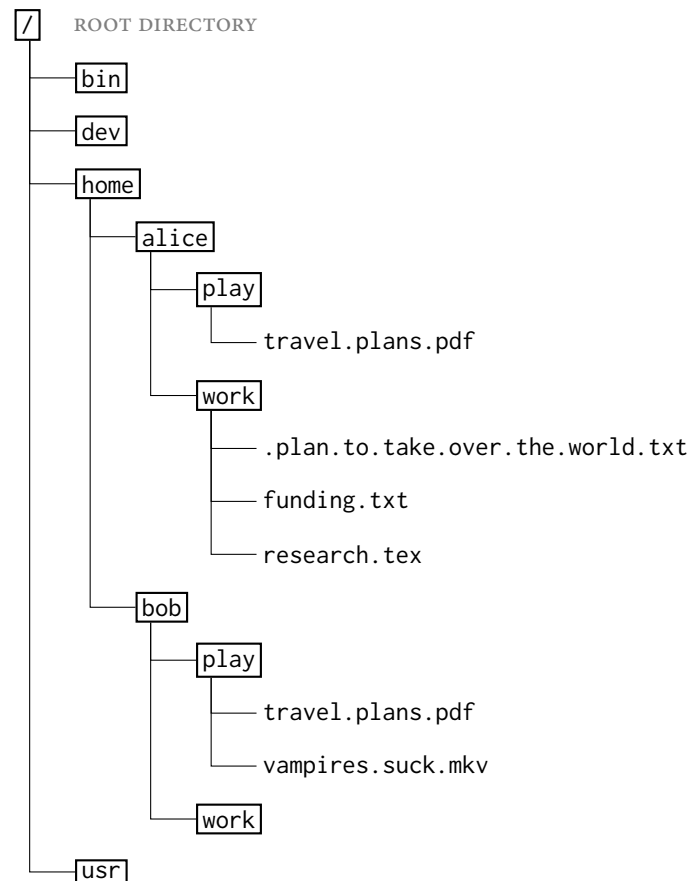 / ROOT DIRECTORY
bin
dev
home
alice
play
travel.plans.pdf
work
.plan.to.take.over.the.world.txt
funding.txt
research.tex
bob
play
travel.plans.pdf
vampires.suck.mkv
work
usr